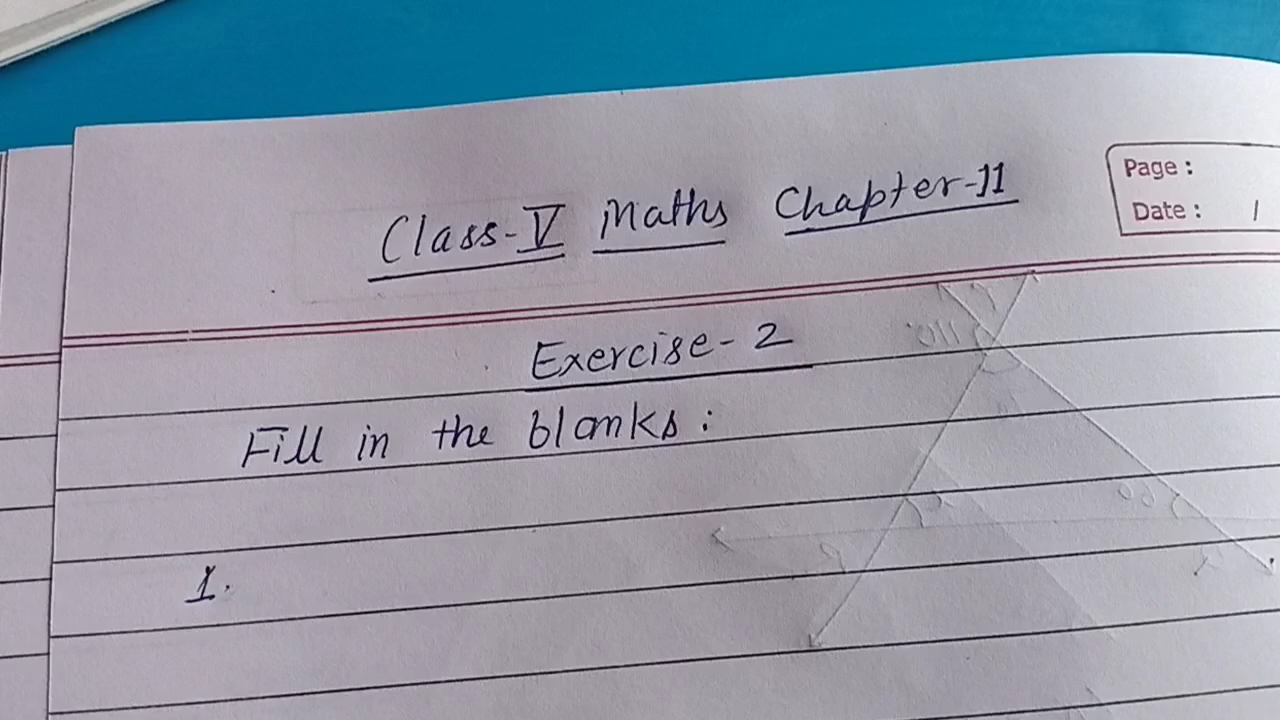 Class-V Maths Chapter-11
Page :
Date : /
Exercise-2
Fill in the blanks :
1.